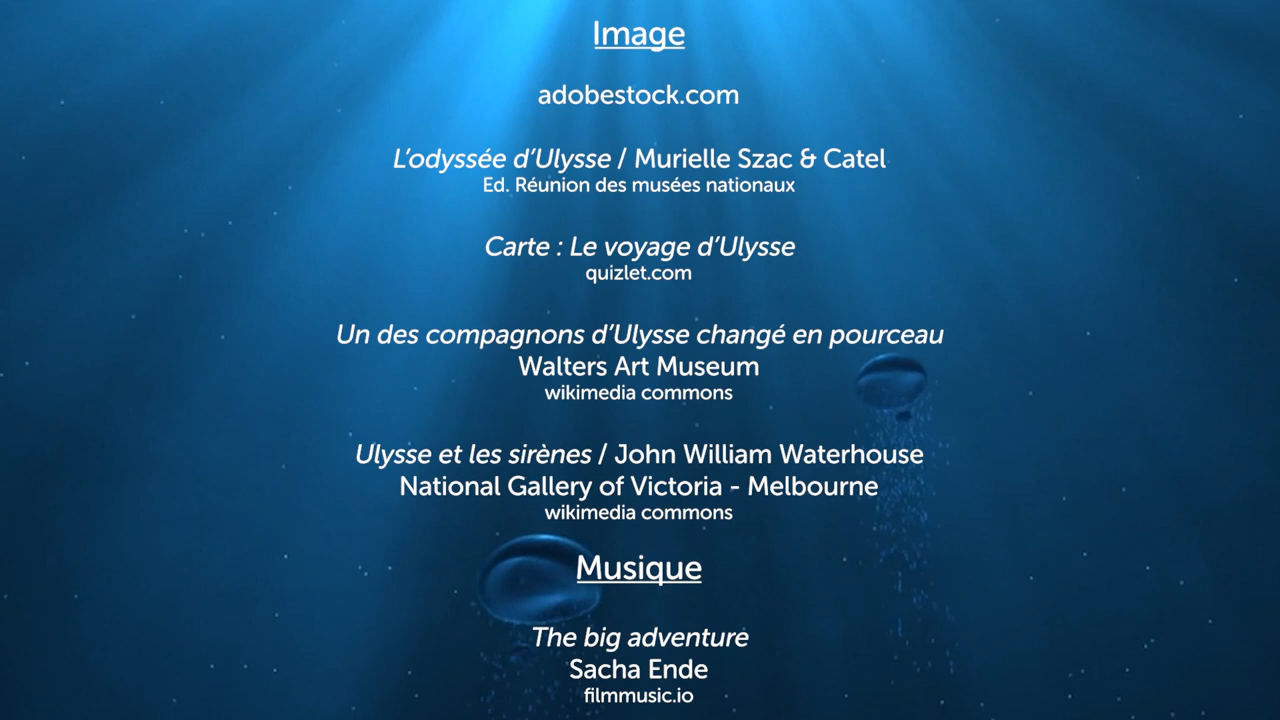 Image
adobestock.com
L’odyssée d’Ulysse / Murielle Szac & Catel
Ed. Réunion des musées nationaux
Carte : Le voyage d’Ulysse
quizlet.com
Un des compagnons d’Ulysse changé en pourceau
Walters Art Museum
wikimedia commons
Ulysse et les sirènes / John William Waterhouse
National Gallery of Victoria - Melbourne
wikimedia commons
Musique
The big adventure
Sacha Ende
filmmusic.io